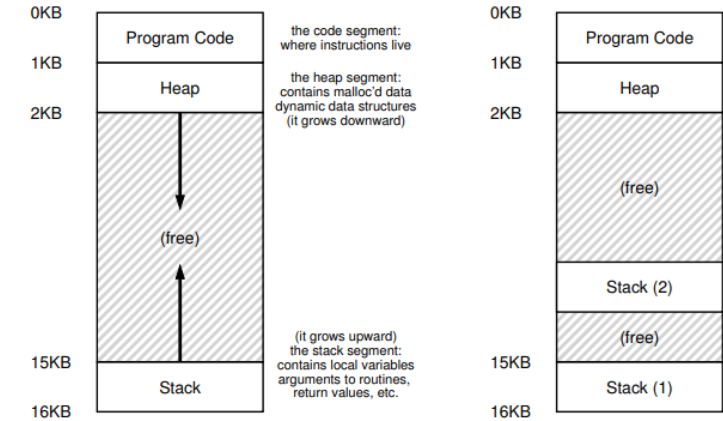 0KB
Program Code
the code segment:
where instructions live
1KB
Heap
the heap segment:
contains malloc'd data
dynamic data structures
(it grows downward)
2KB
(free)
(it grows upward)
the stack segment:
contains local variables
arguments to routines,
return values, etc.
15KB
Stack
16KB
0KB
Program Code
1KB
Heap
2KB
(free)
Stack (2)
(free)
15KB
Stack (1)
16KB